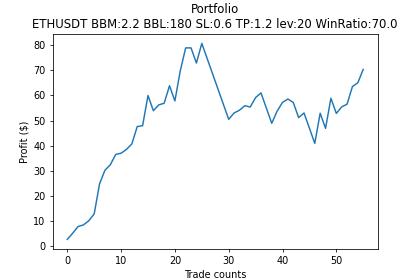 Portfolio
ETHUSDT BBM:2.2 BBL:180 SL:0.6 TP:1.2 lev:20 WinRatio:70.0
Profit ($)
80
70
60
50
40
30
20
10
0
0 10 20 30 40 50
Trade counts